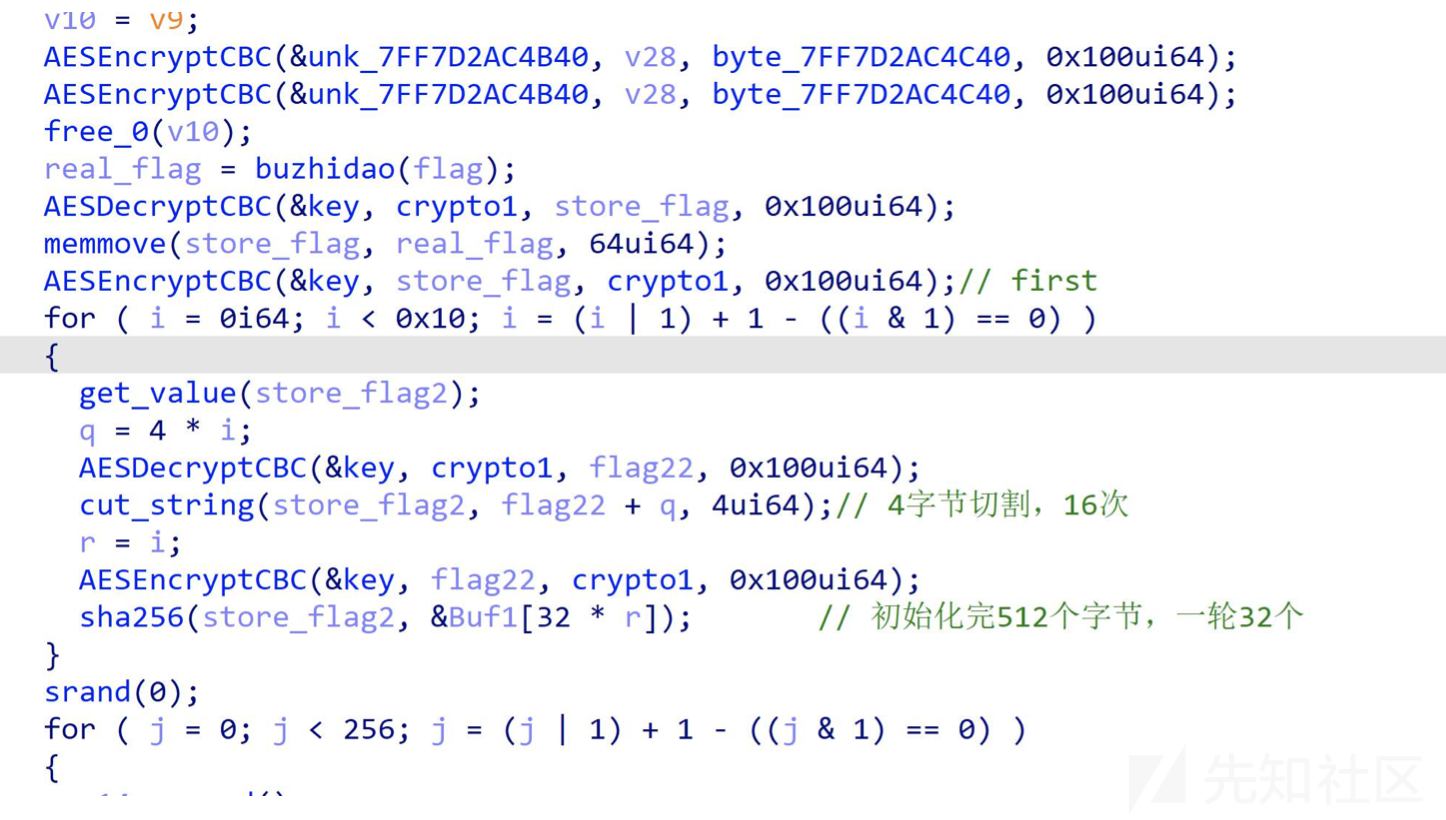 v10 = v9;
AESEncryptCBC(&unk_7FF7D2AC4B40, v28, byte_7FF7D2AC4C40, 0x100ui64);
AESEncryptCBC(&unk_7FF7D2AC4B40, v28, byte_7FF7D2AC4C40, 0x100ui64);
free_0(v10);
real_flag = buzhidao(flag);
AESDecryptCBC(&key, crypto1, store_flag, 0x100ui64);
memmove(store_flag, real_flag, 64ui64);
AESEncryptCBC(&key, store_flag, crypto1, 0x100ui64);// first
for ( i = 0i64; i < 0x10; i = (i | 1) + 1 - ((i & 1) == 0) )
{
get_value(store_flag2);
q = 4 * i;
AESDecryptCBC(&key, crypto1, flag22, 0x100ui64);
cut_string(store_flag2, flag22 + q, 4ui64);// 4字节切割，16次
r = i;
AESEncryptCBC(&key, flag22, crypto1, 0x100ui64);
sha256(store_flag2, &Buf1[32 * r]); // 初始化完512个字节，一轮32个
}
srand(0);
for ( j = 0; j < 256; j = (j | 1) + 1 - ((j & 1) == 0) )
{
先知社区